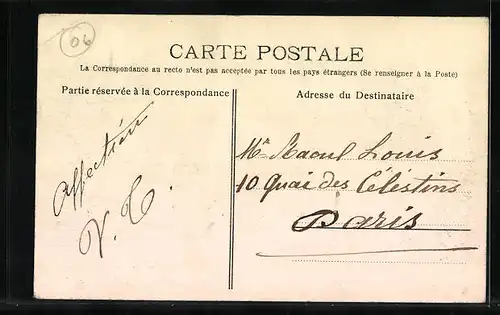 06
CARTE POSTALE
La Correspondance au recto n'est pas acceptée par tous les pays étrangers (Se renseigner à la Poste)
Partie réservée à la Correspondance
Adresse du Destinataire
Affection
V. C.
Mr Raoul Louis
10 Quai des Célestins
Paris